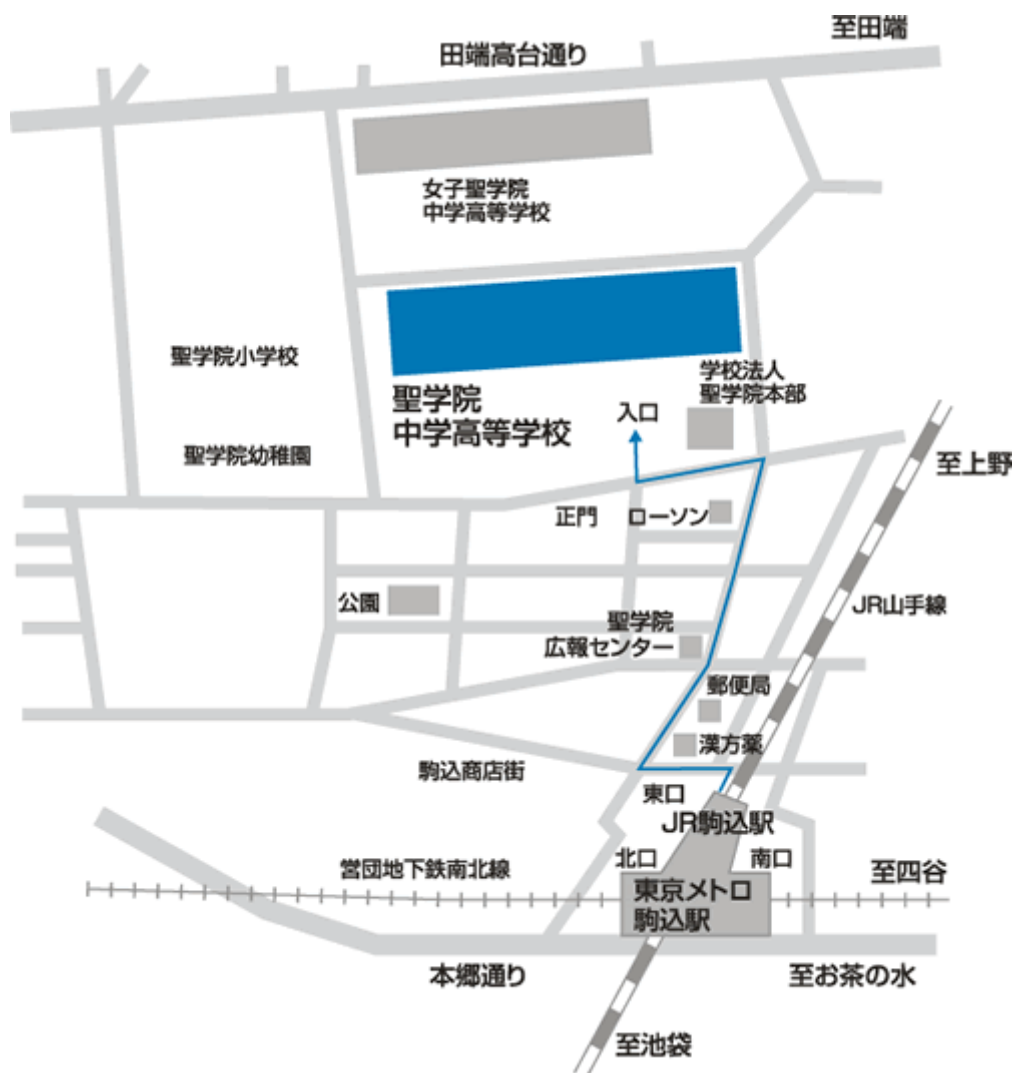 至田端
田端高台通り
女子聖学院
中学高等学校
聖学院小学校
学校法人
聖学院本部
聖学院
中学高等学校
入口
聖学院幼稚園
至上野
正門
ローソン
公園
JR山手線
聖学院
広報センター
郵便局
漢方薬
駒込商店街
東口
JR駒込駅
北口
南口
営団地下鉄南北線
至四谷
東京メトロ
駒込駅
本郷通り
至お茶の水
至池袋